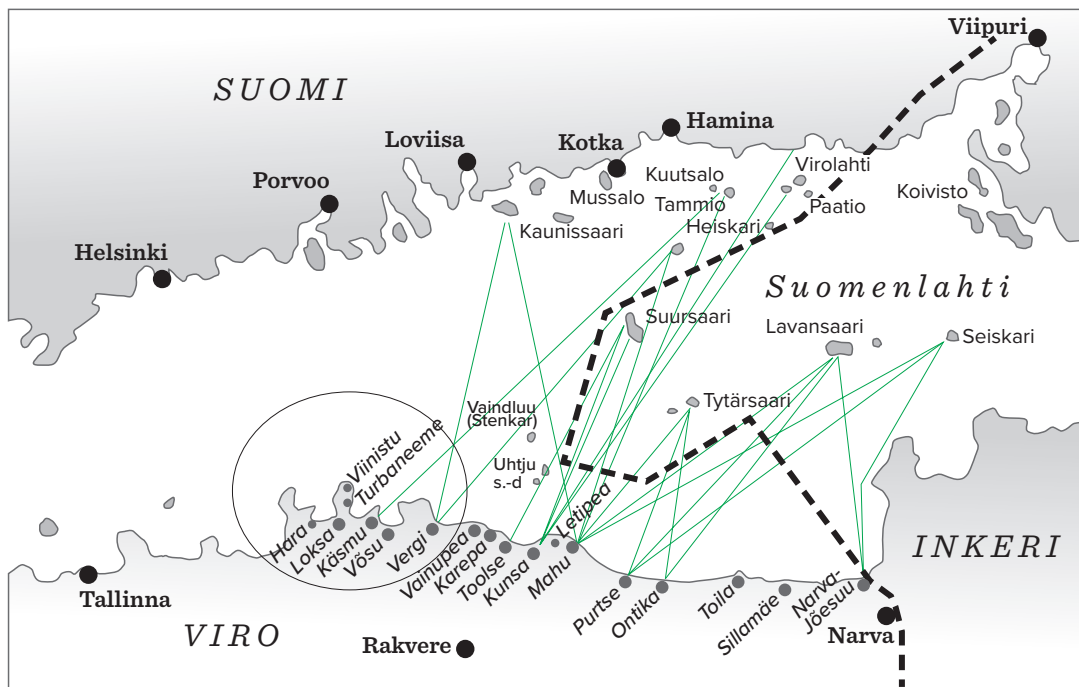 Viipuri
SUOMI
Hamina
Loviisa
Kotka
Virolahti
Kuutsalo
Mussalo
Tammio
Paatio
Koivisto
Porvoo
Kaunissaari
Heiskari
Helsinki
Suomenlahti
Suursaari
Lavansaari
Seiskari
Tytärsaari
Vaindluu
(Stenkar)
Uhtju
s.-d
Viinistu
Turbaneeme
Hara
Loksa
Käsmu
Võsu
Vergi
Vainupea
Karepa
Toolse
Kunsa
Letipea
Mahu
Purtse
Ontika
Toila
Sillamäe
Narva-
Jõesuu
INKERI
Tallinna
VIRO
Rakvere
Narva